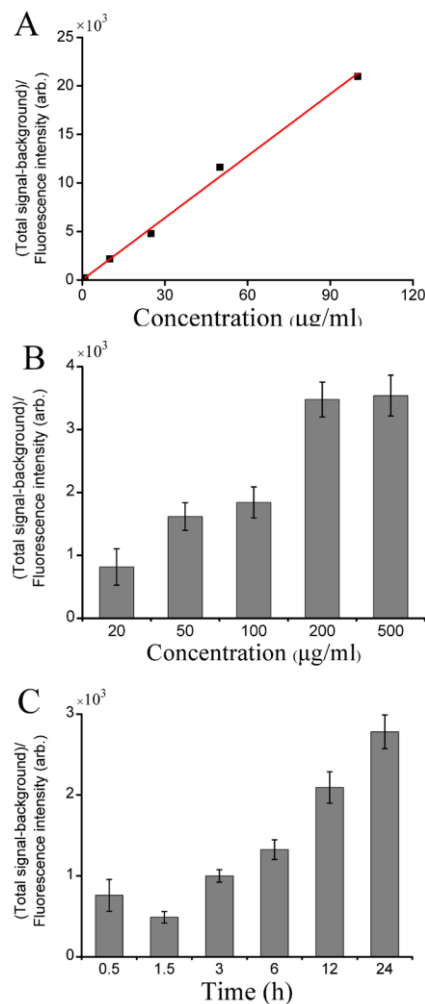 A
×10³
(Total signal-background)/
Fluorescence intensity (arb.)
25
20
15
10
5
0
0 30 60 90 120
Concentration (μg/ml)
B
×10³
(Total signal-background)/
Fluorescence intensity (arb.)
4
3
2
1
0
20 50 100 200 500
Concentration (μg/ml)
C
×10³
(Total signal-background)/
Fluorescence intensity (arb.)
3
2
1
0
0.5 1.5 3 6 12 24
Time (h)